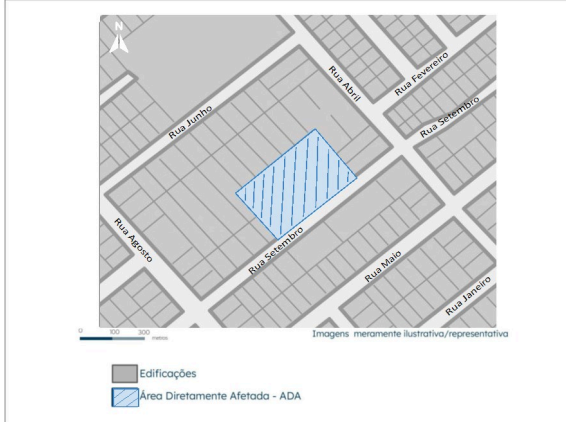 N
Rua Abril
Rua Fevereiro
Rua Junho
Rua Setembro
Rua Agosto
Rua Setembro
Rua Maio
Rua Janeiro
0 100 300 metros
Imagens meramente ilustrativa/representativa
Edificações
Área Diretamente Afetada - ADA